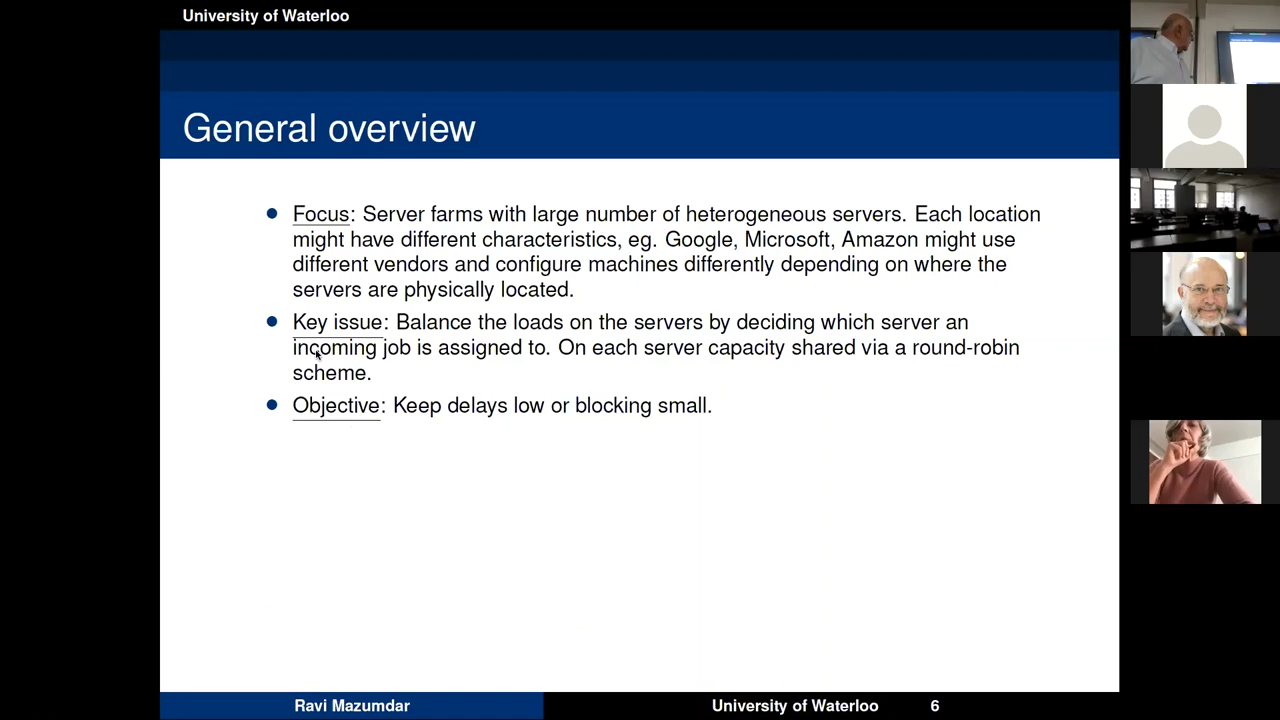 University of Waterloo
General overview
Focus: Server farms with large number of heterogeneous servers. Each location
might have different characteristics, eg. Google, Microsoft, Amazon might use
different vendors and configure machines differently depending on where the
servers are physically located.
Key issue: Balance the loads on the servers by deciding which server an
incoming job is assigned to. On each server capacity shared via a round-robin
scheme.
Objective: Keep delays low or blocking small.
Ravi Mazumdar
University of Waterloo
6